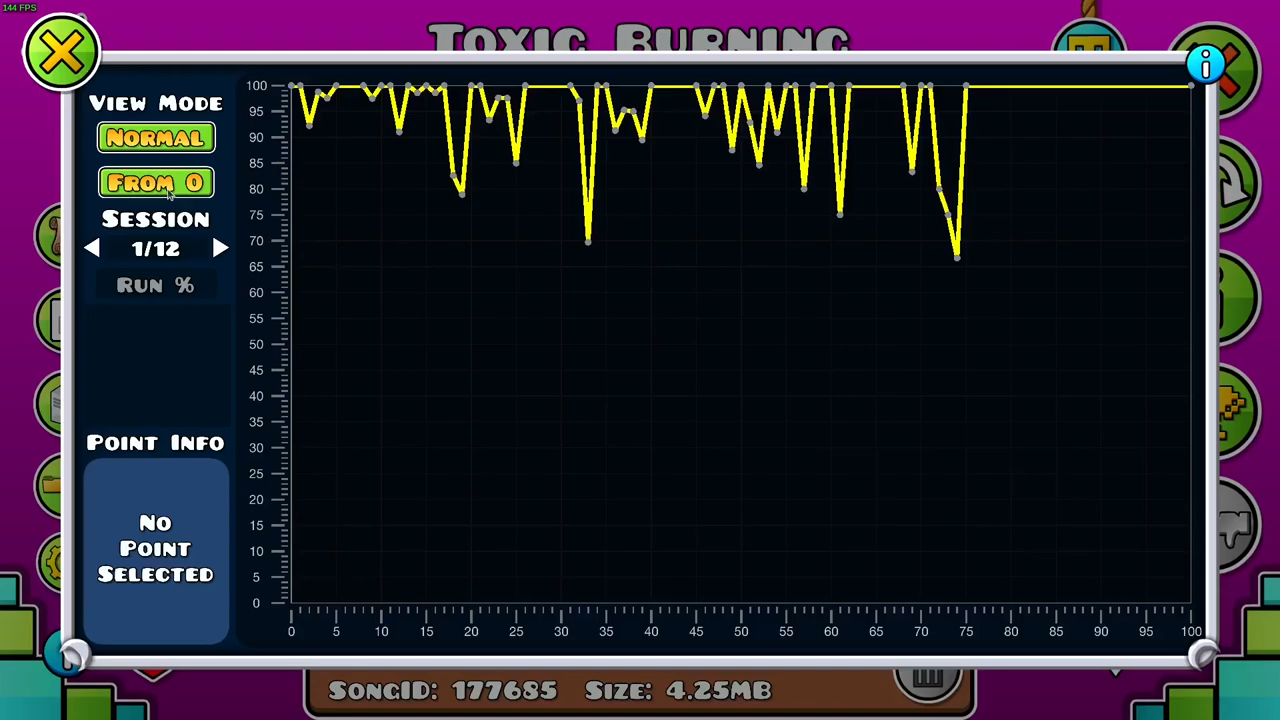 144 FPS
Toxic Burning
View Mode
Normal
From 0
Session
1/12
Run %
Point Info
No
Point
Selected
100
95
90
85
80
75
70
65
60
55
50
45
40
35
30
25
20
15
10
5
0
0 5 10 15 20 25 30 35 40 45 50 55 60 65 70 75 80 85 90 95 100
SongID: 177685 Size: 4.25MB